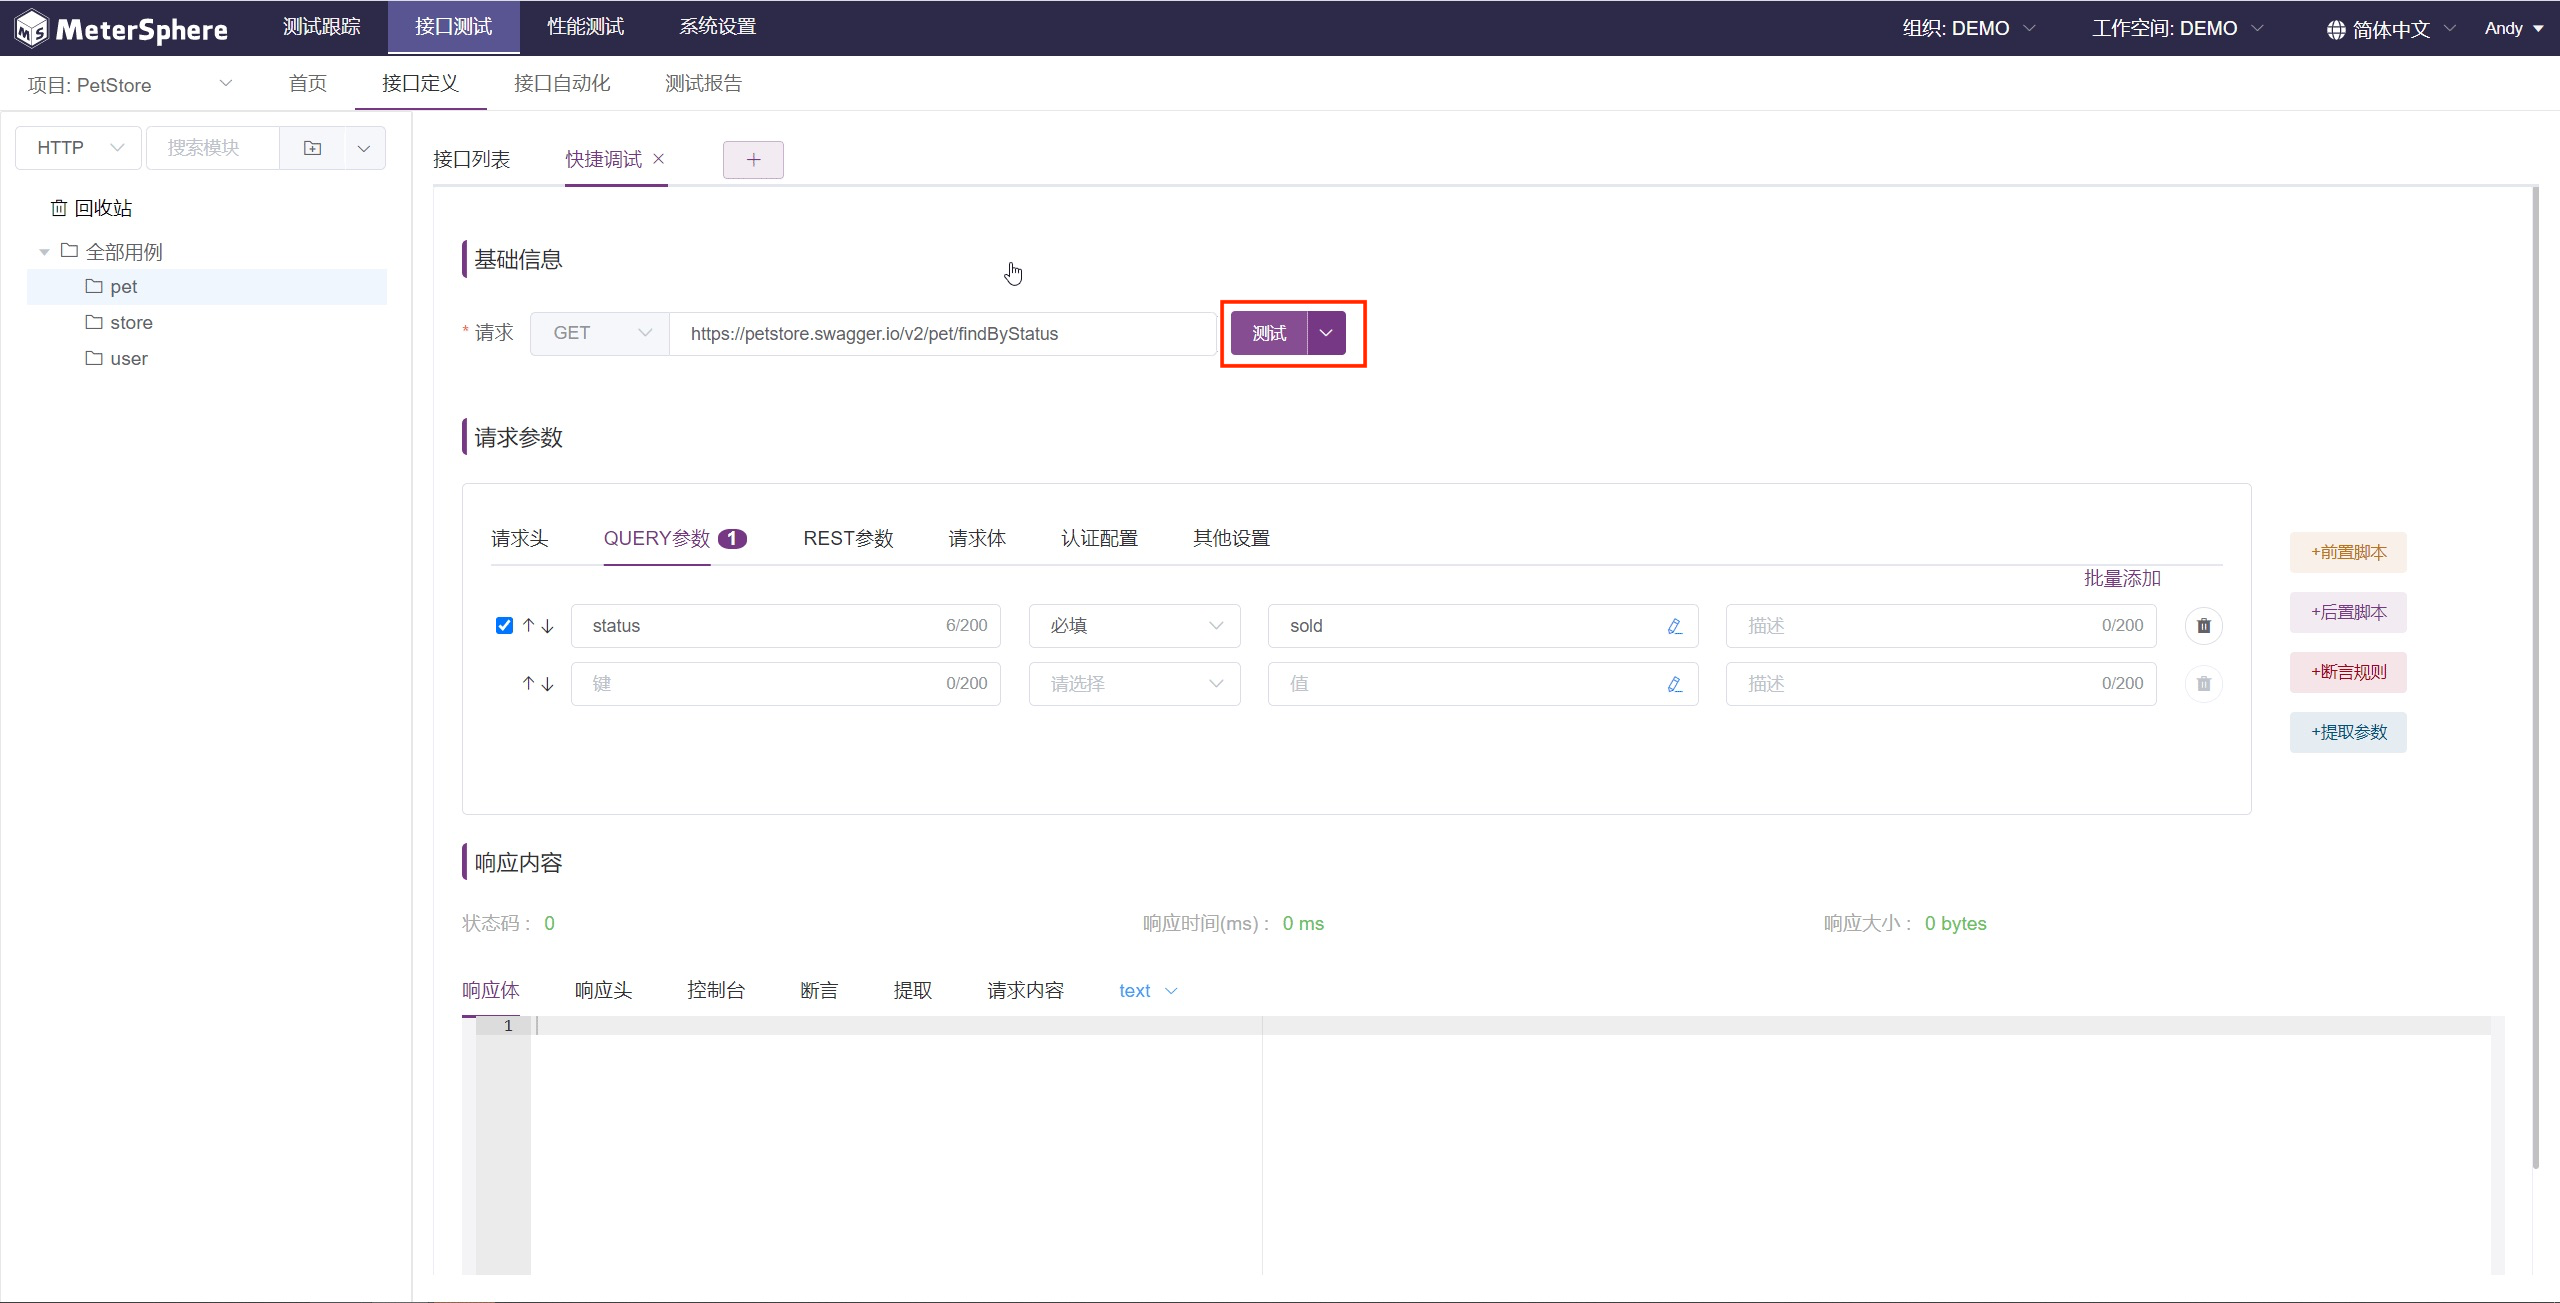 MeterSphere 测试跟踪 接口测试 性能测试 系统设置 组织: DEMO 工作空间: DEMO 简体中文 Andy
项目: PetStore 首页 接口定义 接口自动化 测试报告
HTTP 搜索模块
回收站
全部用例
pet
store
user
接口列表 快捷调试 × +
基础信息
* 请求 GET https://petstore.swagger.io/v2/pet/findByStatus 测试
请求参数
请求头 QUERY参数 1 REST参数 请求体 认证配置 其他设置
批量添加
status 6/200 必填 sold 描述 0/200
键 0/200 请选择 值 描述 0/200
+前置脚本
+后置脚本
+断言规则
+提取参数
响应内容
状态码 : 0 响应时间(ms) : 0 ms 响应大小 : 0 bytes
响应体 响应头 控制台 断言 提取 请求内容 text
1